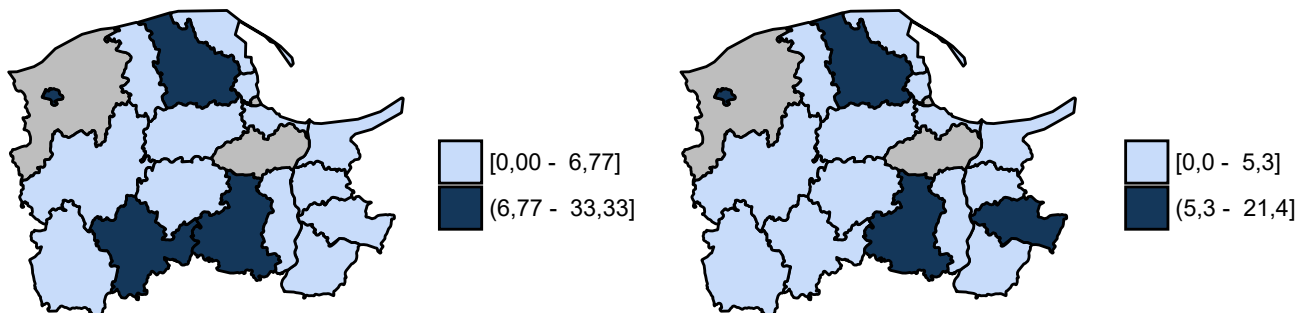 [0,00 -  6,77]
(6,77 -  33,33]
[0,0 -  5,3]
(5,3 -  21,4]